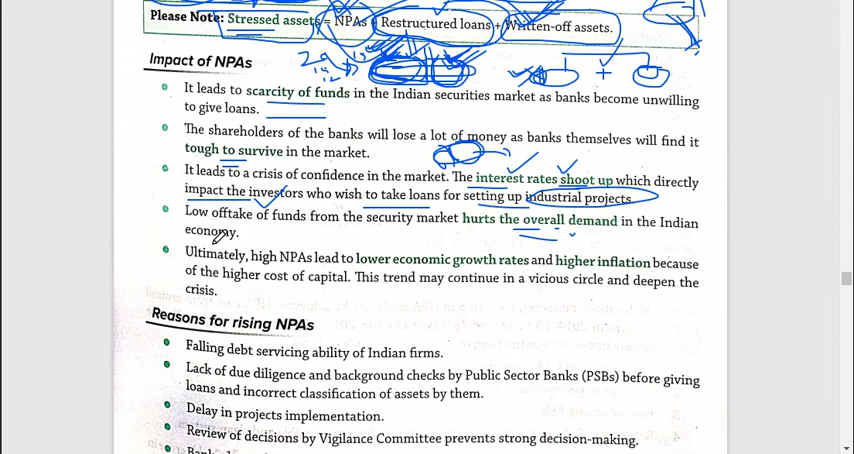 Please Note: Stressed assets = NPAs + Restructured loans + Written-off assets.
Impact of NPAs
It leads to scarcity of funds in the Indian securities market as banks become unwilling
to give loans.
The shareholders of the banks will lose a lot of money as banks themselves will find it
tough to survive in the market.
It leads to a crisis of confidence in the market. The interest rates shoot up which directly
impact the investors who wish to take loans for setting up industrial projects.
Low offtake of funds from the security market hurts the overall demand in the Indian
economy.
Ultimately, high NPAs lead to lower economic growth rates and higher inflation because
of the higher cost of capital. This trend may continue in a vicious circle and deepen the
crisis.
Reasons for rising NPAs
Falling debt servicing ability of Indian firms.
Lack of due diligence and background checks by Public Sector Banks (PSBs) before giving
loans and incorrect classification of assets by them.
Delay in projects implementation.
Review of decisions by Vigilance Committee prevents strong decision-making.